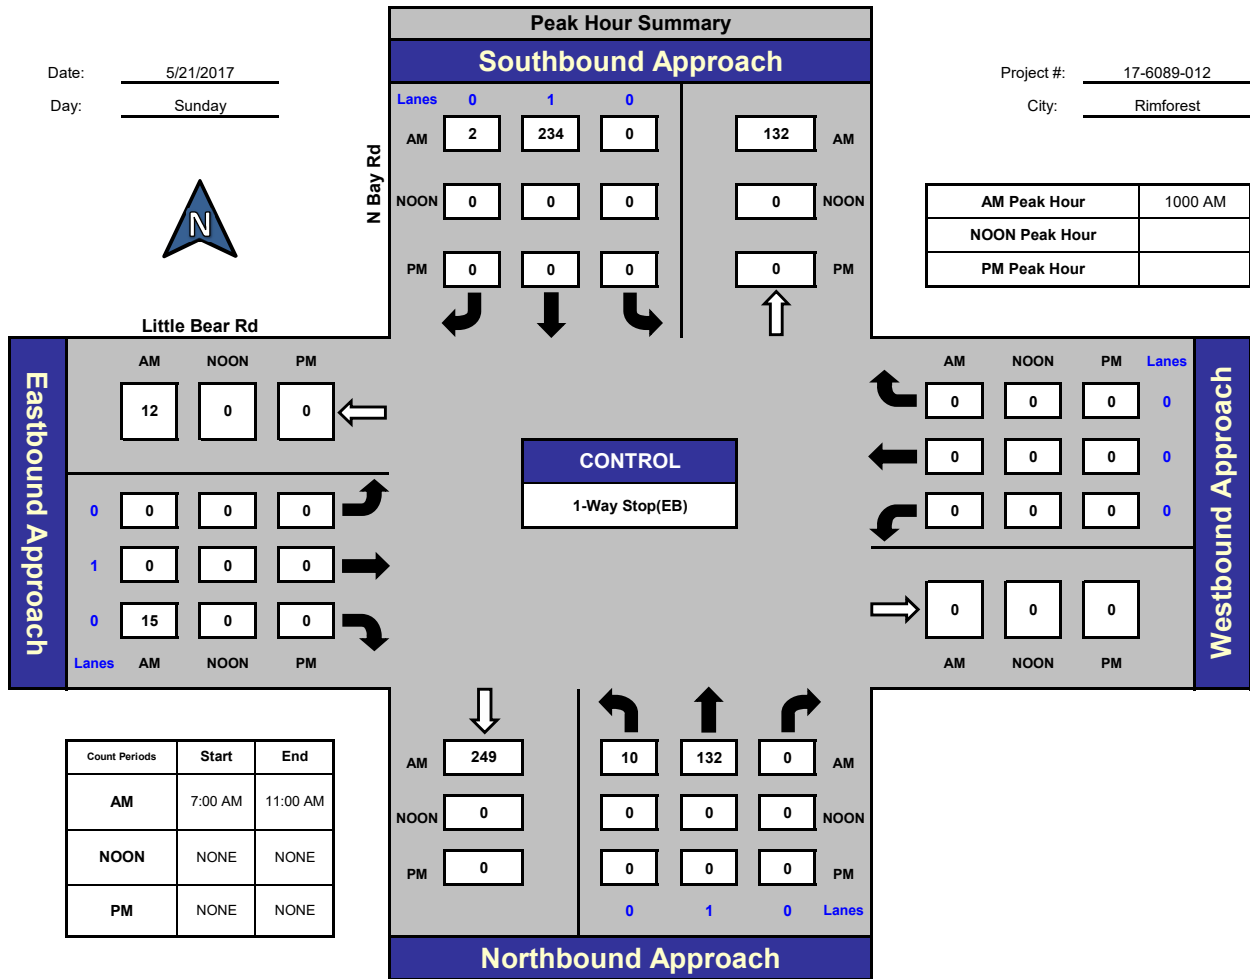 Peak Hour Summary
Southbound Approach
Date: 5/21/2017
Day: Sunday
Project #: 17-6089-012
City: Rimforest
N
N Bay Rd
Lanes 0 1 0
AM 2 234 0 132 AM
NOON 0 0 0 0 NOON
PM 0 0 0 0 PM
AM Peak Hour 1000 AM
NOON Peak Hour
PM Peak Hour
Little Bear Rd
Eastbound Approach
AM NOON PM
12 0 0
0 0 0 0
1 0 0 0
0 15 0 0
Lanes AM NOON PM
CONTROL
1-Way Stop(EB)
AM NOON PM Lanes
0 0 0 0
0 0 0 0
0 0 0 0
0 0 0
AM NOON PM
Westbound Approach
Count Periods Start End
AM 7:00 AM 11:00 AM
NOON NONE NONE
PM NONE NONE
AM 249 10 132 0 AM
NOON 0 0 0 0 NOON
PM 0 0 0 0 PM
0 1 0 Lanes
Northbound Approach